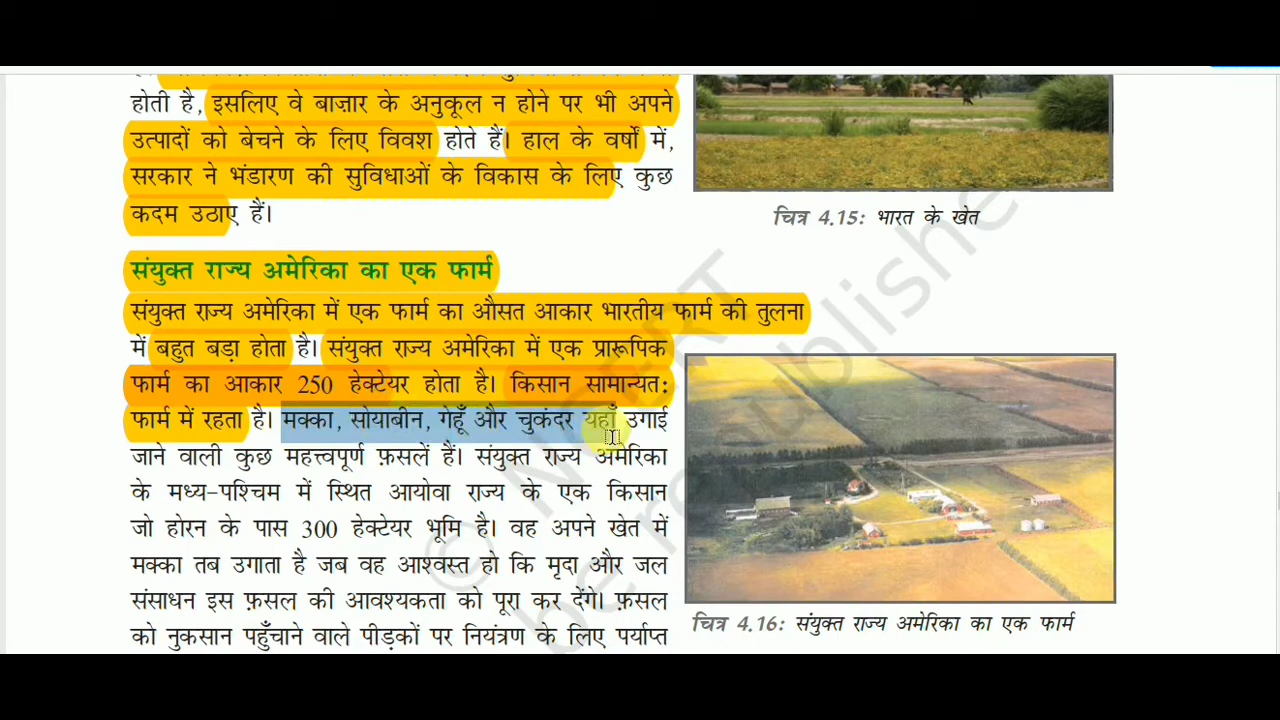 होती है, इसलिए वे बाज़ार के अनुकूल न होने पर भी अपने
उत्पादों को बेचने के लिए विवश होते हैं। हाल के वर्षों में,
सरकार ने भंडारण की सुविधाओं के विकास के लिए कुछ
कदम उठाए हैं।
चित्र 4.15: भारत के खेत
संयुक्त राज्य अमेरिका का एक फार्म
संयुक्त राज्य अमेरिका में एक फार्म का औसत आकार भारतीय फार्म की तुलना
में बहुत बड़ा होता है। संयुक्त राज्य अमेरिका में एक प्रारूपिक
फार्म का आकार 250 हेक्टेयर होता है। किसान सामान्यत:
फार्म में रहता है। मक्का, सोयाबीन, गेहूँ और चुकंदर यहाँ उगाई
जाने वाली कुछ महत्त्वपूर्ण फ़सलें हैं। संयुक्त राज्य अमेरिका
के मध्य-पश्चिम में स्थित आयोवा राज्य के एक किसान
जो होरन के पास 300 हेक्टेयर भूमि है। वह अपने खेत में
मक्का तब उगाता है जब वह आश्वस्त हो कि मृदा और जल
संसाधन इस फ़सल की आवश्यकता को पूरा कर देंगे। फ़सल
को नुकसान पहुँचाने वाले पीड़कों पर नियंत्रण के लिए पर्याप्त
चित्र 4.16: संयुक्त राज्य अमेरिका का एक फार्म
© NCERT
be republished